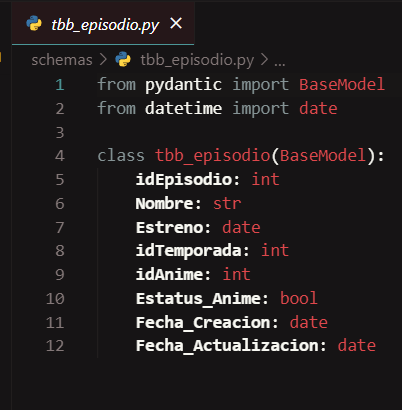 tbb_episodio.py ×
schemas > tbb_episodio.py > ...
1 from pydantic import BaseModel
2 from datetime import date
3
4 class tbb_episodio(BaseModel):
5     idEpisodio: int
6     Nombre: str
7     Estreno: date
8     idTemporada: int
9     idAnime: int
10     Estatus_Anime: bool
11     Fecha_Creacion: date
12     Fecha_Actualizacion: date